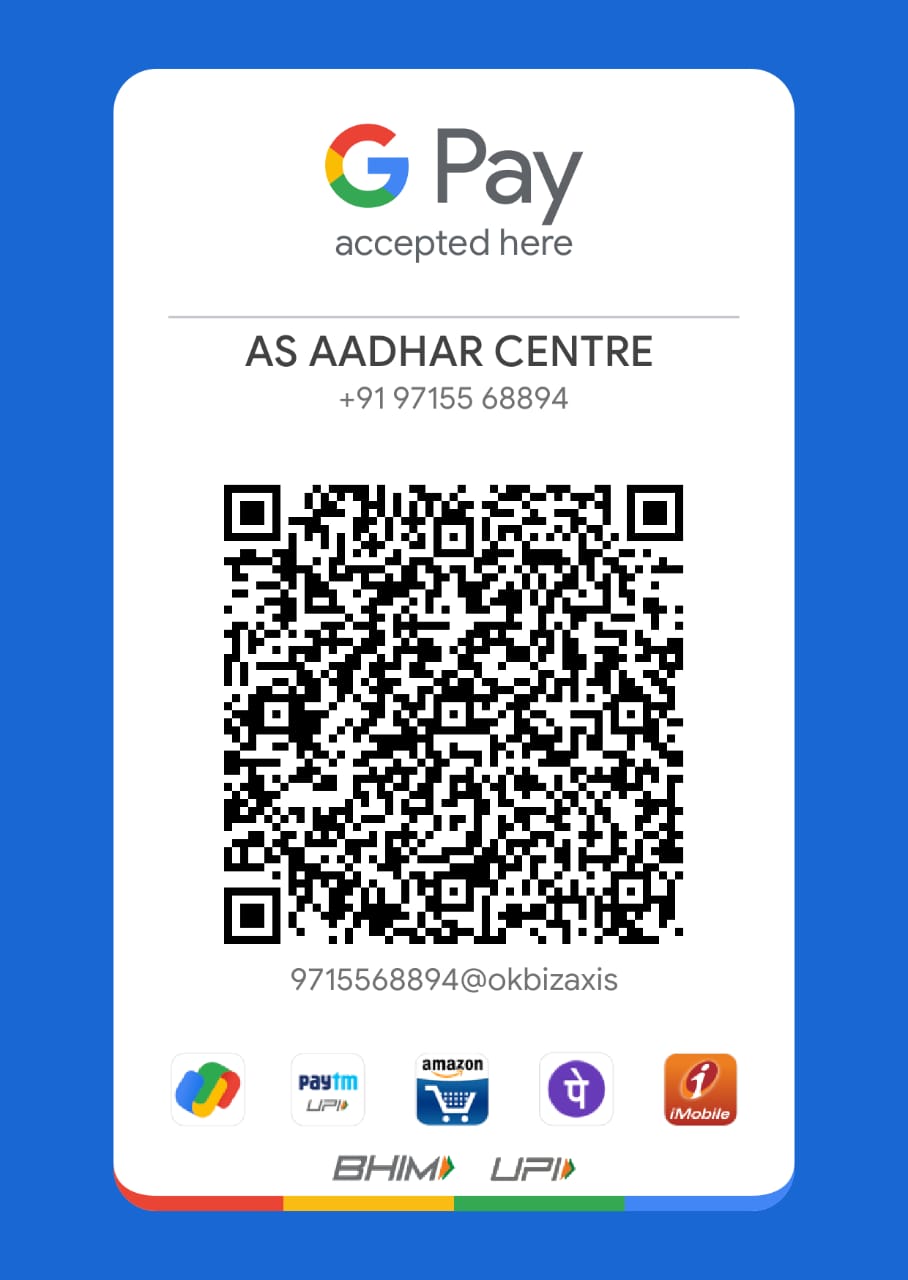 G Pay
accepted here
AS AADHAR CENTRE
+91 97155 68894
9715568894@okbizaxis
paytm
UPI
amazon
पे
iMobile
BHIM UPI